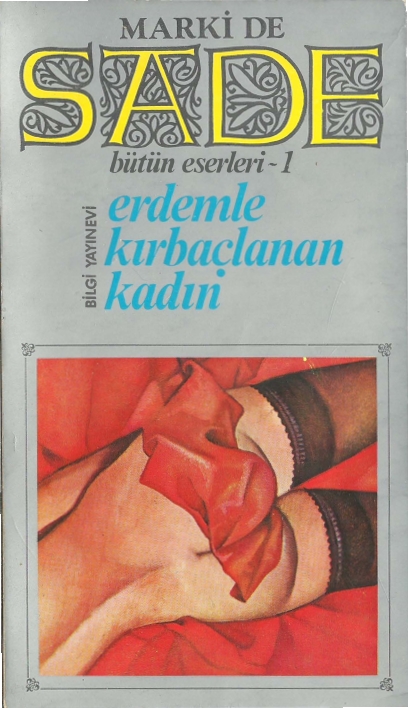 MARKİ DE
SADE
bütün eserleri~1
BİLGİ YAYINEVİ
erdemle
kırbaçlanan
kadın